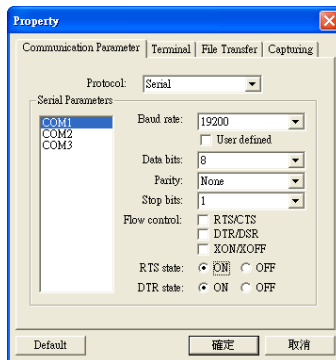 Property
Communication Parameter Terminal File Transfer Capturing
Protocol: Serial
Serial Parameters
COM1
COM2
COM3
Baud rate: 19200
User defined
Data bits: 8
Parity: None
Stop bits: 1
Flow control: RTS/CTS
DTR/DSR
XON/XOFF
RTS state: ON OFF
DTR state: ON OFF
Default 確定 取消